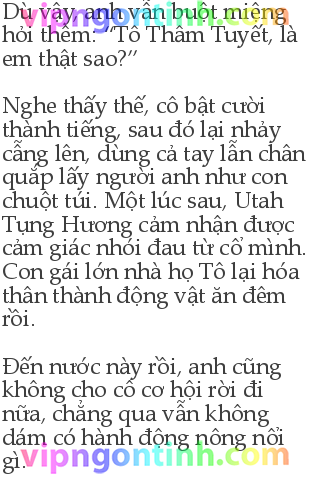 Dù vậy, anh vẫn buột miệng
vipngontinh.com
hỏi thêm: “Tô Thẩm Tuyết, là
em thật sao?”
Nghe thấy thế, cô bật cười
thành tiếng, sau đó lại nhảy
cẫng lên, dùng cả tay lẫn chân
quắp lấy người anh như con
chuột túi. Một lúc sau, Utah
Tụng Hương cảm nhận được
cảm giác nhói đau từ cổ mình.
Con gái lớn nhà họ Tô lại hóa
thân thành động vật ăn đêm
rồi.
Đến nước này rồi, anh cũng
không cho cô cơ hội rời đi
nữa, chẳng qua vẫn không
dám có hành động nông nổi
gì.
vipngontinh.com